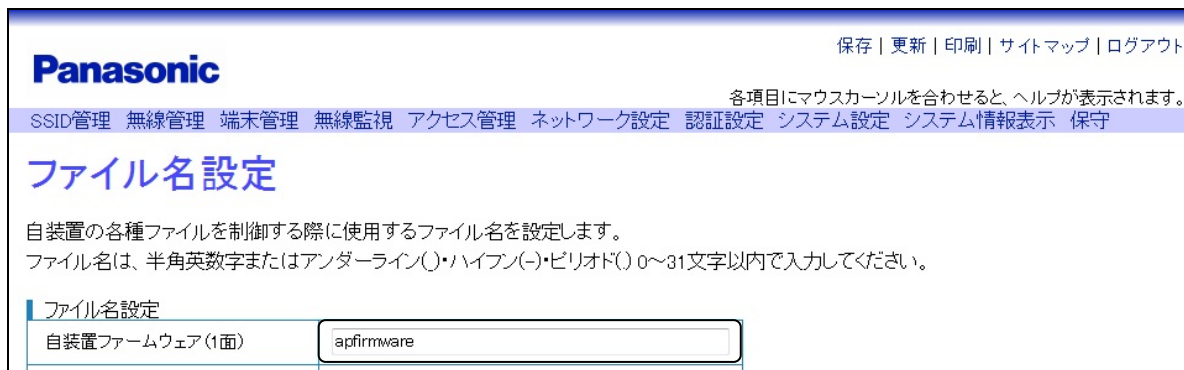 保存 | 更新 | 印刷 | サイトマップ | ログアウト
Panasonic
各項目にマウスカーソルを合わせると、ヘルプが表示されます。
SSID管理 無線管理 端末管理 無線監視 アクセス管理 ネットワーク設定 認証設定 システム設定 システム情報表示 保守
ファイル名設定
自装置の各種ファイルを制御する際に使用するファイル名を設定します。
ファイル名は、半角英数字またはアンダーライン(_)・ハイフン(-)・ピリオド(.) 0～31文字以内で入力してください。
ファイル名設定
自装置ファームウェア(1面) apfirmware